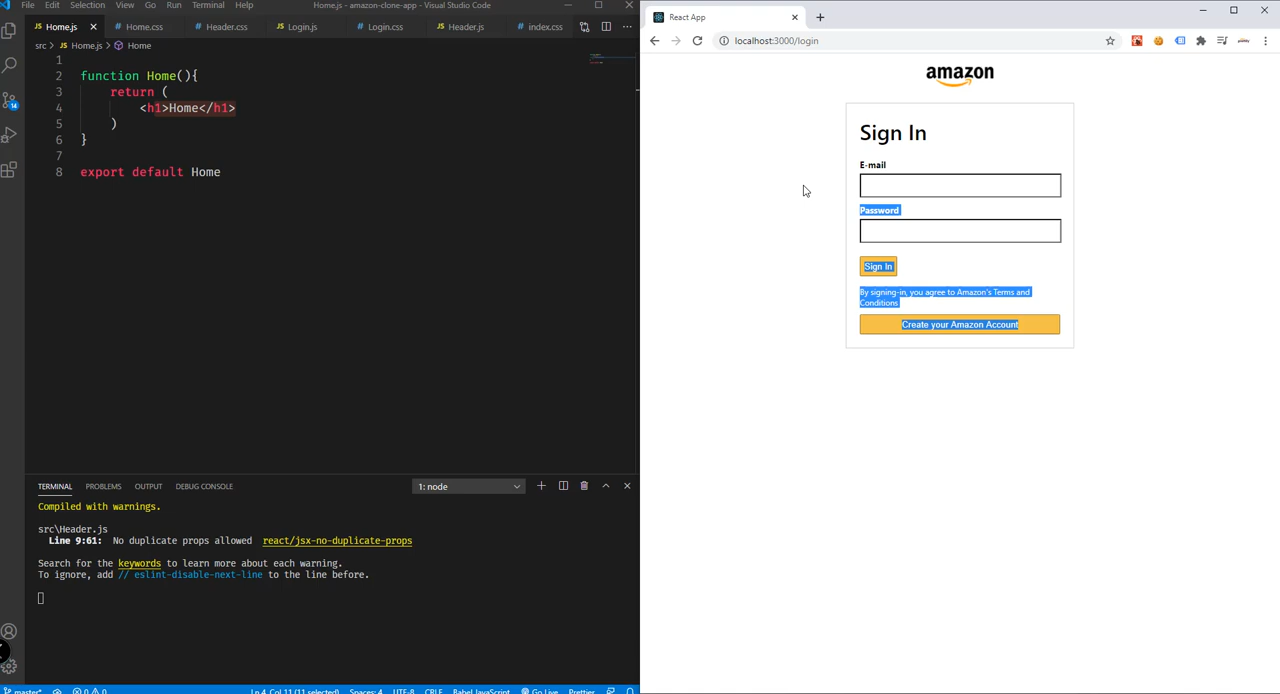 File Edit Selection View Go Run Terminal Help Home.js - amazon-clone-app - Visual Studio Code
JS Home.js # Home.css # Header.css JS Login.js # Login.css JS Header.js # index.css
src > JS Home.js > Home
1
2 function Home(){
3 return (
4 <h1>Home</h1>
5 )
6 }
7
8 export default Home
14
TERMINAL PROBLEMS OUTPUT DEBUG CONSOLE 1: node
Compiled with warnings.
src\Header.js
Line 9:61: No duplicate props allowed react/jsx-no-duplicate-props
Search for the keywords to learn more about each warning.
To ignore, add // eslint-disable-next-line to the line before.
master* 0 0 Ln 4, Col 11 (11 selected) Spaces: 4 UTF-8 CRLF Babel JavaScript Go Live Prettier
React App
localhost:3000/login
amazon
Sign In
E-mail
Password
Sign In
By signing-in, you agree to Amazon's Terms and
Conditions
Create your Amazon Account